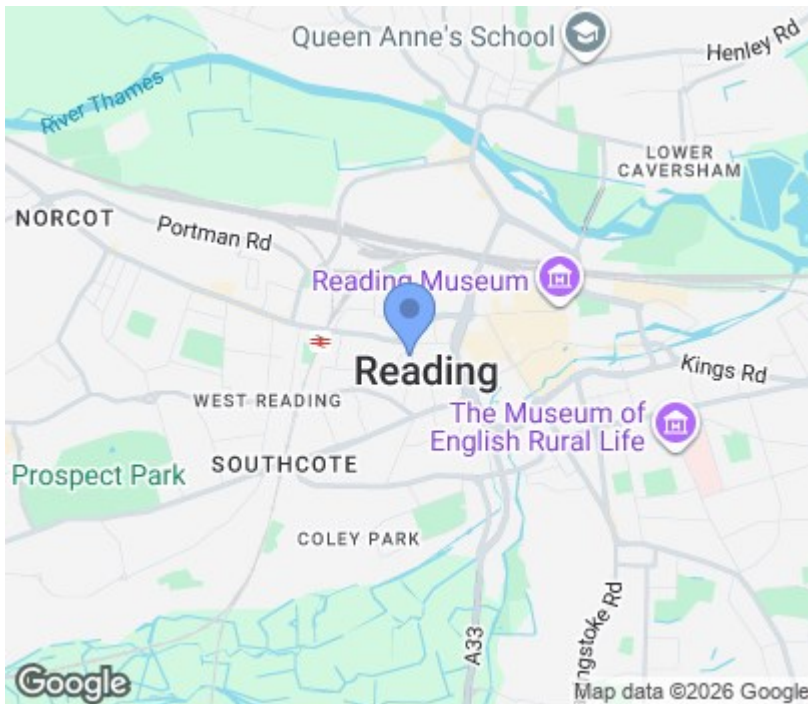 Queen Anne's School
Henley Rd
River Thames
LOWER
CAVERSHAM
NORCOT
Portman Rd
Reading Museum
Reading
Kings Rd
WEST READING
The Museum of
English Rural Life
SOUTHCOTE
Prospect Park
COLEY PARK
A33
ngstoke Rd
Google
Map data ©2026 Google